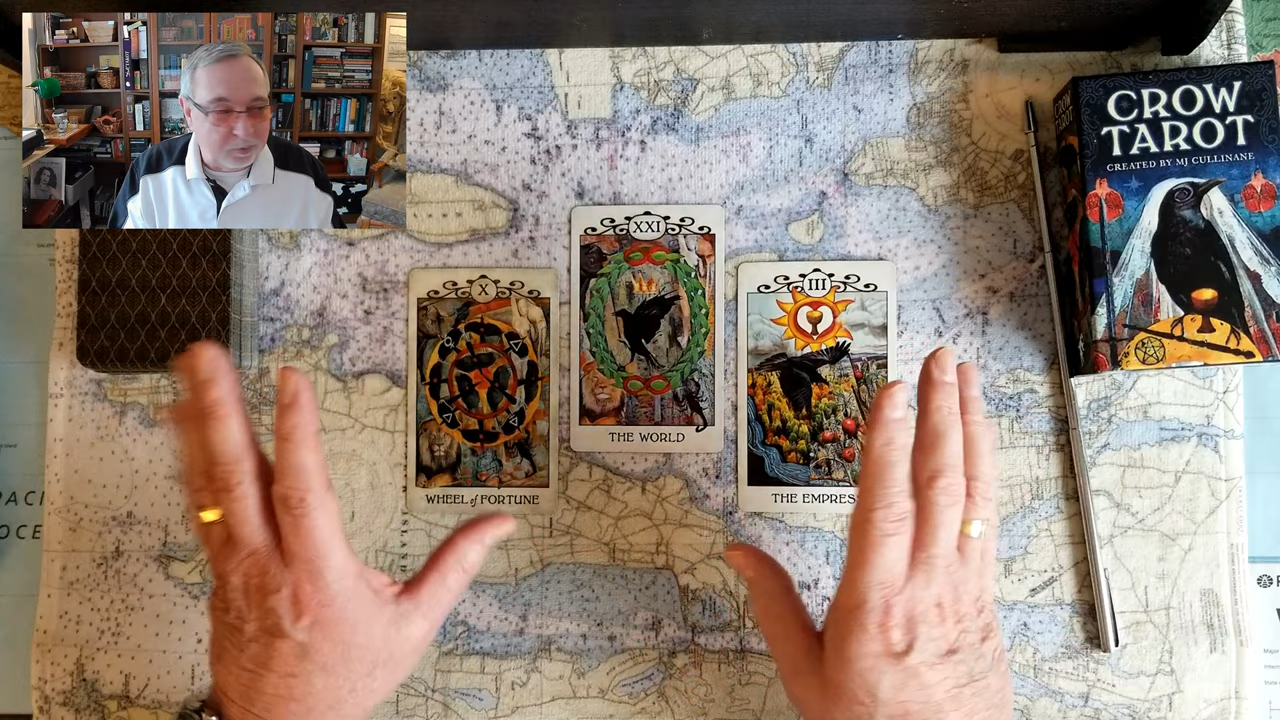 CROW
TAROT
CREATED BY MJ CULLINANE
XXI
THE WORLD
X
WHEEL of FORTUNE
III
THE EMPRES
PACI
OCE